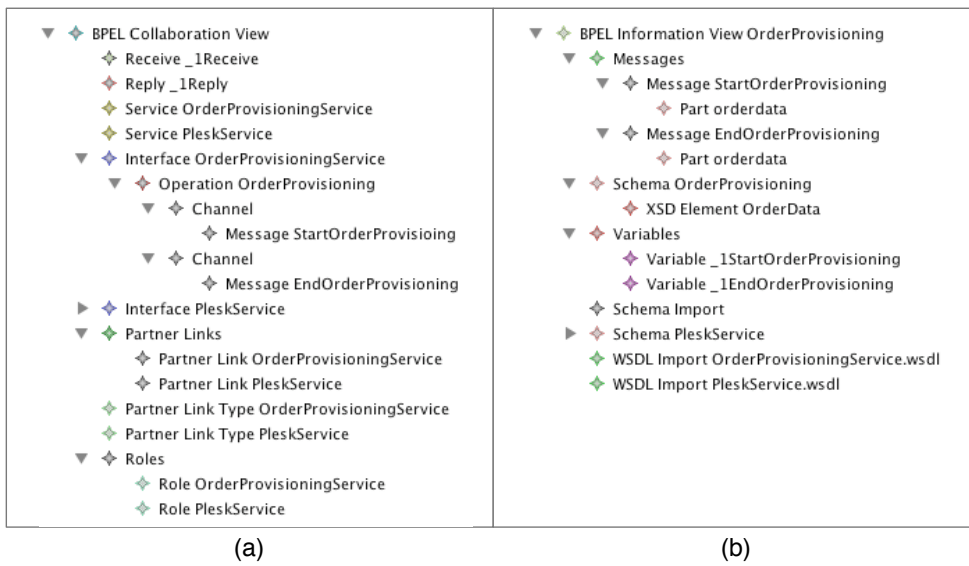 BPEL Collaboration View
Receive _1Receive
Reply _1Reply
Service OrderProvisioningService
Service PleskService
Interface OrderProvisioningService
Operation OrderProvisioning
Channel
Message StartOrderProvisioing
Channel
Message EndOrderProvisioning
Interface PleskService
Partner Links
Partner Link OrderProvisioningService
Partner Link PleskService
Partner Link Type OrderProvisioningService
Partner Link Type PleskService
Roles
Role OrderProvisioningService
Role PleskService
(a)
BPEL Information View OrderProvisioning
Messages
Message StartOrderProvisioning
Part orderdata
Message EndOrderProvisioning
Part orderdata
Schema OrderProvisioning
XSD Element OrderData
Variables
Variable _1StartOrderProvisioning
Variable _1EndOrderProvisioning
Schema Import
Schema PleskService
WSDL Import OrderProvisioningService.wsdl
WSDL Import PleskService.wsdl
(b)